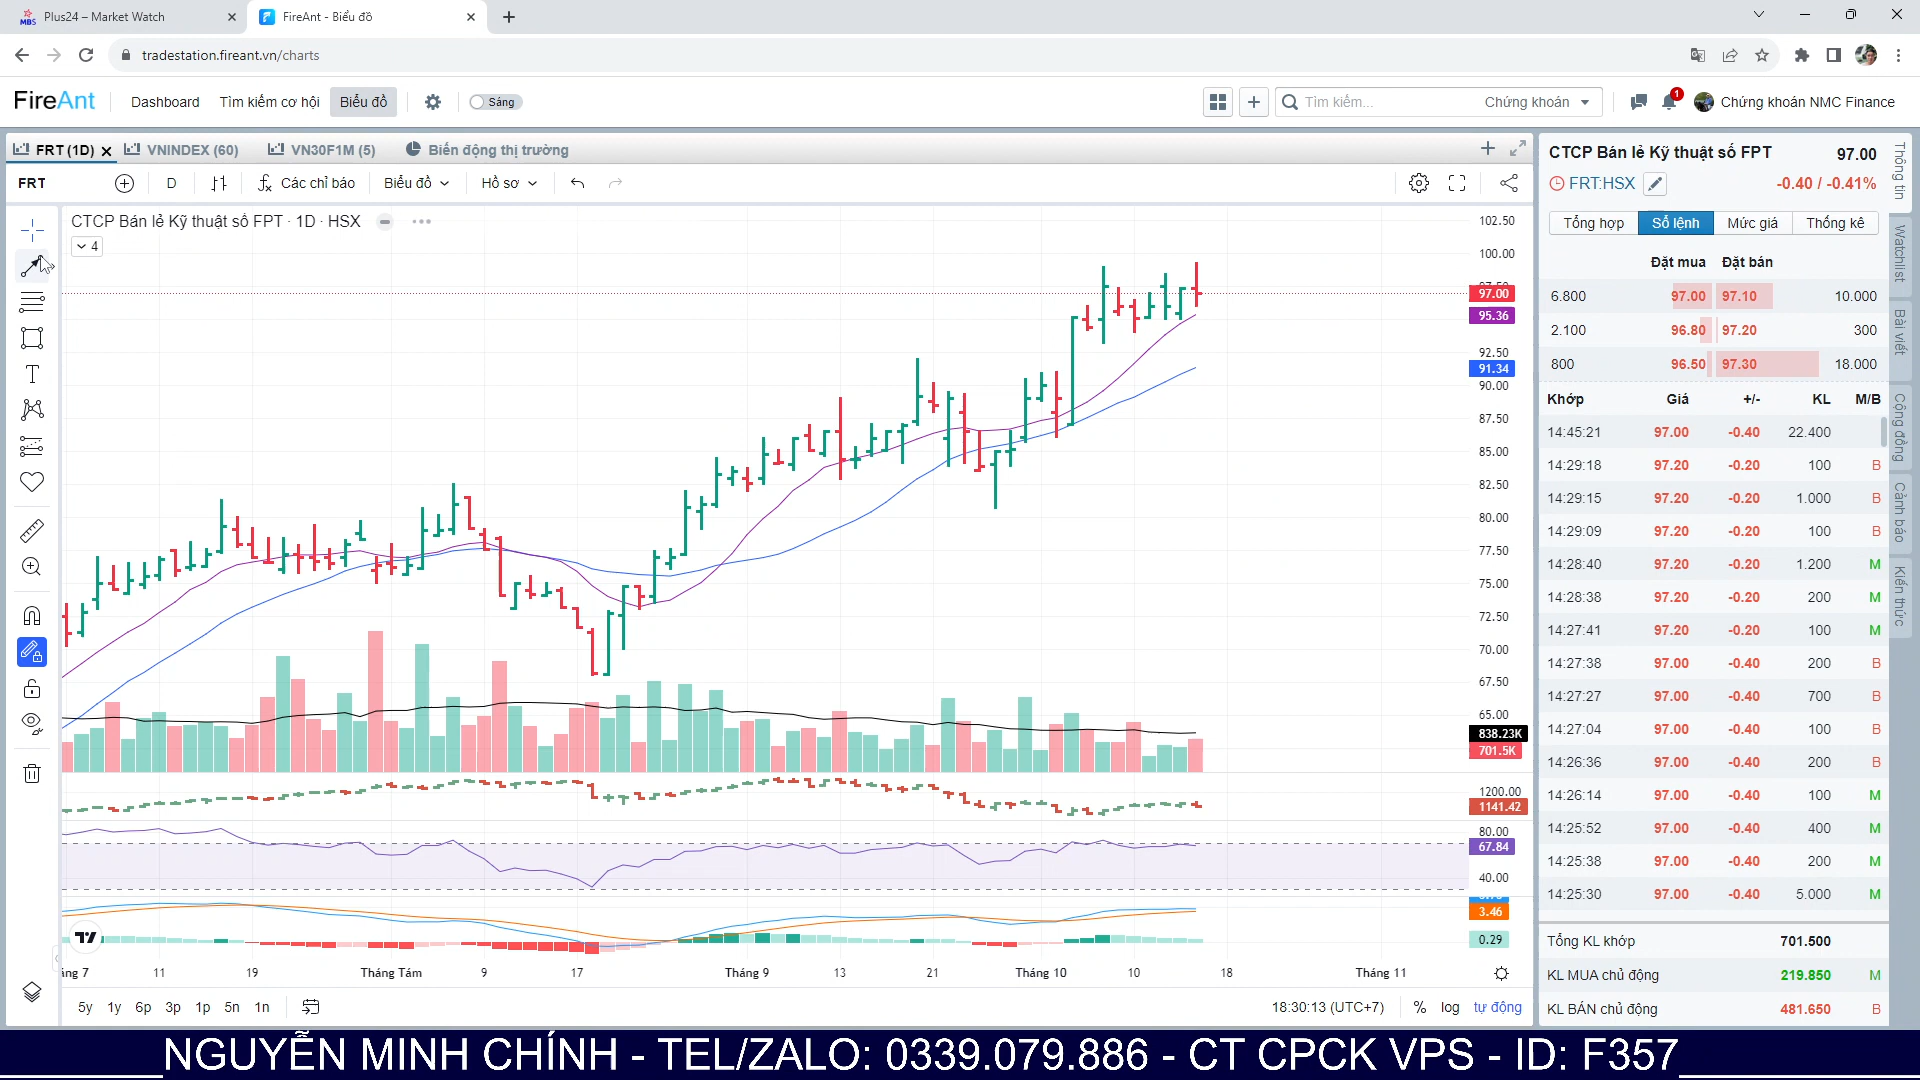 MBS Plus24 – Market Watch
FireAnt - Biểu đồ
tradestation.fireant.vn/charts
FireAnt
Dashboard
Tìm kiếm cơ hội
Biểu đồ
Sáng
Tìm kiếm...
Chứng khoán
1
Chứng khoán NMC Finance
FRT (1D)
VNINDEX (60)
VN30F1M (5)
Biến động thị trường
FRT
D
Các chỉ báo
Biểu đồ
Hồ sơ
CTCP Bán lẻ Kỹ thuật số FPT · 1D · HSX
4
102.50
100.00
97.00
95.36
92.50
91.34
90.00
87.50
85.00
82.50
80.00
77.50
75.00
72.50
70.00
67.50
65.00
838.23K
701.5K
1200.00
1141.42
80.00
67.84
40.00
3.46
0.29
11
19
Tháng Tám
9
17
Tháng 9
13
21
Tháng 10
10
18
Tháng 11
5y 1y 6p 3p 1p 5n 1n
18:30:13 (UTC+7)
%
log
tự động
CTCP Bán lẻ Kỹ thuật số FPT
97.00
FRT:HSX
-0.40 / -0.41%
Tổng hợp
Sổ lệnh
Mức giá
Thống kê
Đặt mua Đặt bán
6.800 97.00 97.10 10.000
2.100 96.80 97.20 300
800 96.50 97.30 18.000
Khớp Giá +/- KL M/B
14:45:21 97.00 -0.40 22.400
14:29:18 97.20 -0.20 100 B
14:29:15 97.20 -0.20 1.000 B
14:29:09 97.20 -0.20 100 B
14:28:40 97.20 -0.20 1.200 M
14:28:38 97.20 -0.20 200 M
14:27:41 97.20 -0.20 100 M
14:27:38 97.00 -0.40 200 B
14:27:27 97.00 -0.40 700 B
14:27:04 97.00 -0.40 100 B
14:26:36 97.00 -0.40 200 B
14:26:14 97.00 -0.40 100 M
14:25:52 97.00 -0.40 400 M
14:25:38 97.00 -0.40 200 M
14:25:30 97.00 -0.40 5.000 M
Tổng KL khớp 701.500
KL MUA chủ động 219.850 M
KL BÁN chủ động 481.650 B
Thông tin
Watchlist
Bài viết
Cộng đồng
Cảnh báo
Kiến thức
NGUYỄN MINH CHÍNH - TEL/ZALO: 0339.079.886 - CT CPCK VPS - ID: F357